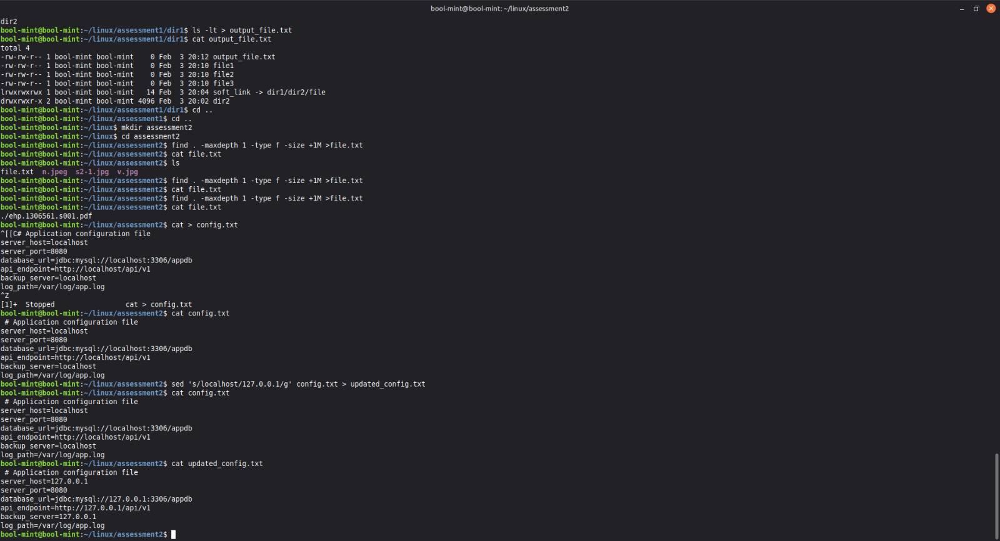 bool-mint@bool-mint: ~/linux/assessment2
dir2
bool-mint@bool-mint:~/linux/assessment1/dir1$ ls -lt > output_file.txt
bool-mint@bool-mint:~/linux/assessment1/dir1$ cat output_file.txt
total 4
-rw-rw-r-- 1 bool-mint bool-mint    0 Feb  3 20:12 output_file.txt
-rw-rw-r-- 1 bool-mint bool-mint    0 Feb  3 20:10 file1
-rw-rw-r-- 1 bool-mint bool-mint    0 Feb  3 20:10 file2
-rw-rw-r-- 1 bool-mint bool-mint    0 Feb  3 20:10 file3
lrwxrwxrwx 1 bool-mint bool-mint   14 Feb  3 20:04 soft_link -> dir1/dir2/file
drwxrwxr-x 2 bool-mint bool-mint 4096 Feb  3 20:02 dir2
bool-mint@bool-mint:~/linux/assessment1/dir1$ cd ..
bool-mint@bool-mint:~/linux/assessment1$ cd ..
bool-mint@bool-mint:~/linux$ mkdir assessment2
bool-mint@bool-mint:~/linux$ cd assessment2
bool-mint@bool-mint:~/linux/assessment2$ find . -maxdepth 1 -type f -size +1M >file.txt
bool-mint@bool-mint:~/linux/assessment2$ cat file.txt
bool-mint@bool-mint:~/linux/assessment2$ ls
file.txt  n.jpeg  s2-1.jpg  v.jpg
bool-mint@bool-mint:~/linux/assessment2$ find . -maxdepth 1 -type f -size +1M >file.txt
bool-mint@bool-mint:~/linux/assessment2$ cat file.txt
bool-mint@bool-mint:~/linux/assessment2$ find . -maxdepth 1 -type f -size +1M >file.txt
bool-mint@bool-mint:~/linux/assessment2$ cat file.txt
./ehp.1306561.s001.pdf
bool-mint@bool-mint:~/linux/assessment2$ cat > config.txt
^[[C# Application configuration file
server_host=localhost
server_port=8080
database_url=jdbc:mysql://localhost:3306/appdb
api_endpoint=http://localhost/api/v1
backup_server=localhost
log_path=/var/log/app.log
^Z
[1]+  Stopped                 cat > config.txt
bool-mint@bool-mint:~/linux/assessment2$ cat config.txt
 # Application configuration file
server_host=localhost
server_port=8080
database_url=jdbc:mysql://localhost:3306/appdb
api_endpoint=http://localhost/api/v1
backup_server=localhost
log_path=/var/log/app.log
bool-mint@bool-mint:~/linux/assessment2$ sed 's/localhost/127.0.0.1/g' config.txt > updated_config.txt
bool-mint@bool-mint:~/linux/assessment2$ cat config.txt
 # Application configuration file
server_host=localhost
server_port=8080
database_url=jdbc:mysql://localhost:3306/appdb
api_endpoint=http://localhost/api/v1
backup_server=localhost
log_path=/var/log/app.log
bool-mint@bool-mint:~/linux/assessment2$ cat updated_config.txt
 # Application configuration file
server_host=127.0.0.1
server_port=8080
database_url=jdbc:mysql://127.0.0.1:3306/appdb
api_endpoint=http://127.0.0.1/api/v1
backup_server=127.0.0.1
log_path=/var/log/app.log
bool-mint@bool-mint:~/linux/assessment2$